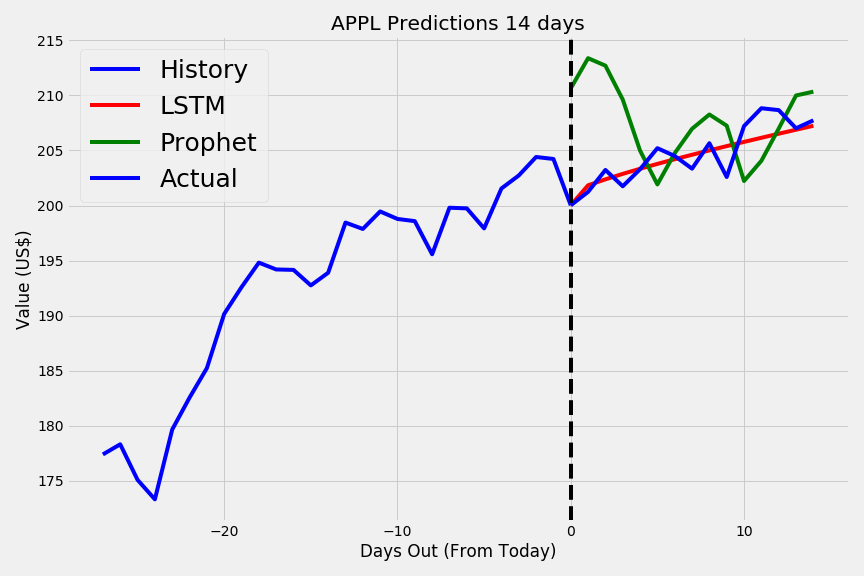 APPL Predictions 14 days
History
LSTM
Prophet
Actual
Value (US$)
215
210
205
200
195
190
185
180
175
−20
−10
0
10
Days Out (From Today)